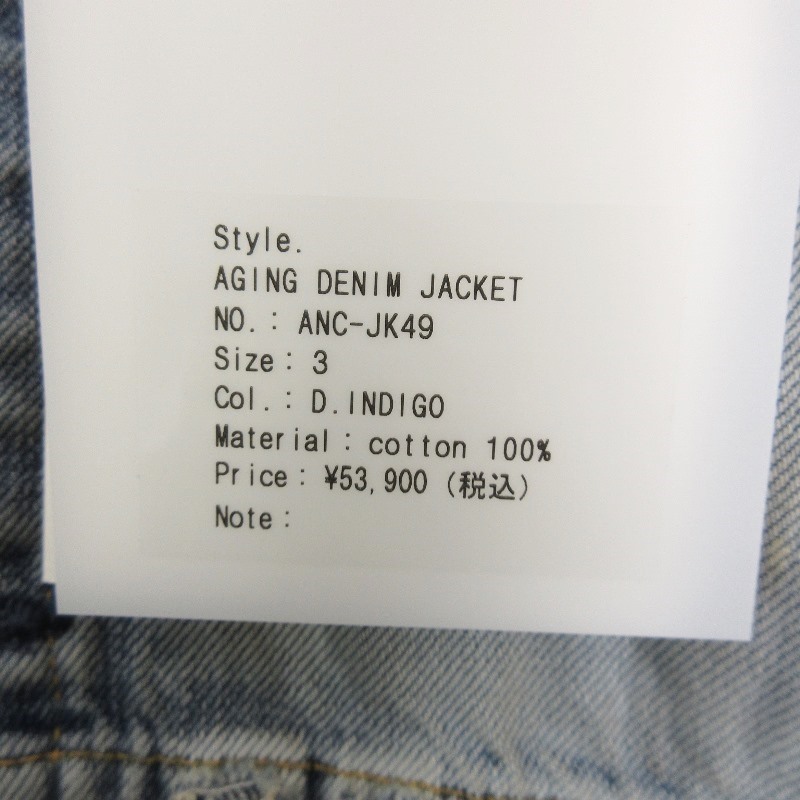 Style.
AGING DENIM JACKET
NO.: ANC-JK49
Size: 3
Col.: D.INDIGO
Material: cotton 100%
Price: ¥53,900 (税込)
Note: